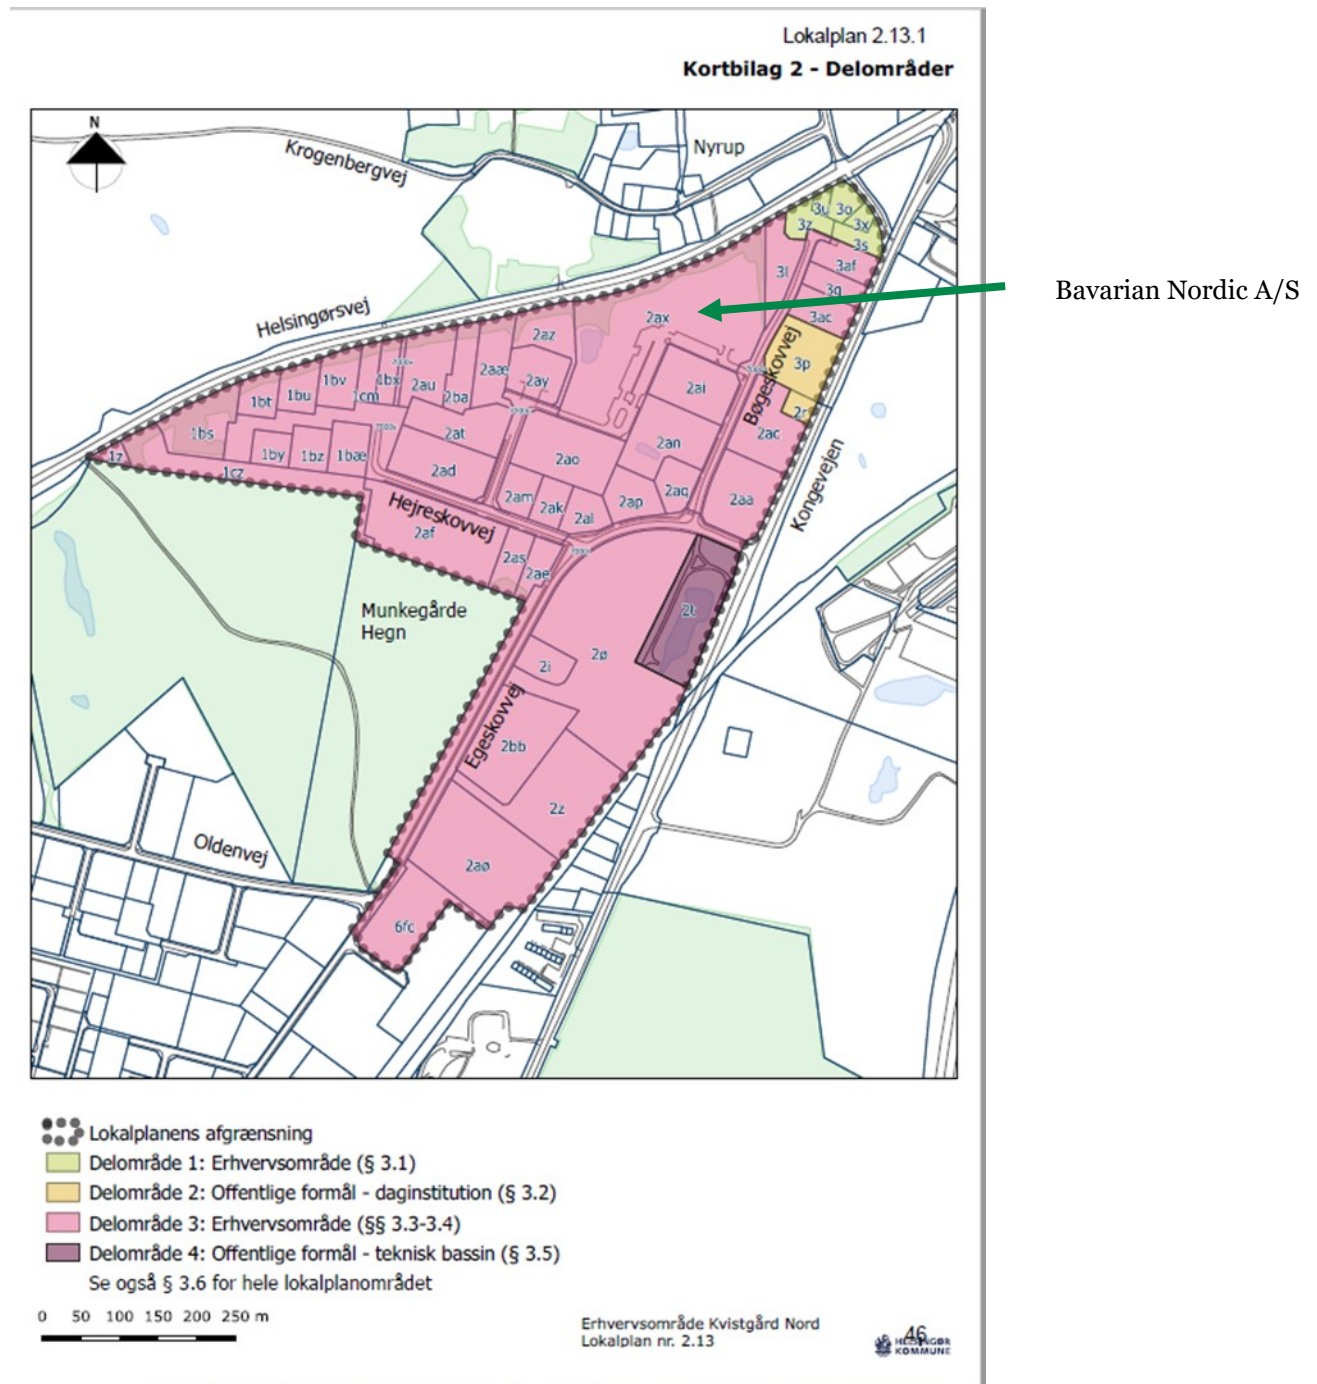 Lokalplan 2.13.1
Kortbilag 2 - Delområder
N
Krogenbergvej
Nyrup
3u
3o
3z
3x
3s
3l
3af
3q
Bavarian Nordic A/S
Helsingørsvej
2ax
3ac
2az
1bv
1bx
2au
2aæ
2ay
3p
1bt
1bu
1cm
2ba
2ai
Bøgeskovvej
1bs
2at
2an
2ac
1z
1by
1bz
1bæ
2ao
1cz
2ad
2am
2ak
2al
2ap
2aq
2aa
Kongevejen
Hejreskovvej
2af
2as
2ae
Munkegårde
Hegn
2t
2ø
2i
Egeskovvej
2bb
2z
Oldenvej
2aø
6fc
Lokalplanens afgrænsning
Delområde 1: Erhvervsområde (§ 3.1)
Delområde 2: Offentlige formål - daginstitution (§ 3.2)
Delområde 3: Erhvervsområde (§§ 3.3-3.4)
Delområde 4: Offentlige formål - teknisk bassin (§ 3.5)
Se også § 3.6 for hele lokalplanområdet
0 50 100 150 200 250 m
Erhvervsområde Kvistgård Nord
Lokalplan nr. 2.13
46
HELSINGØR
KOMMUNE